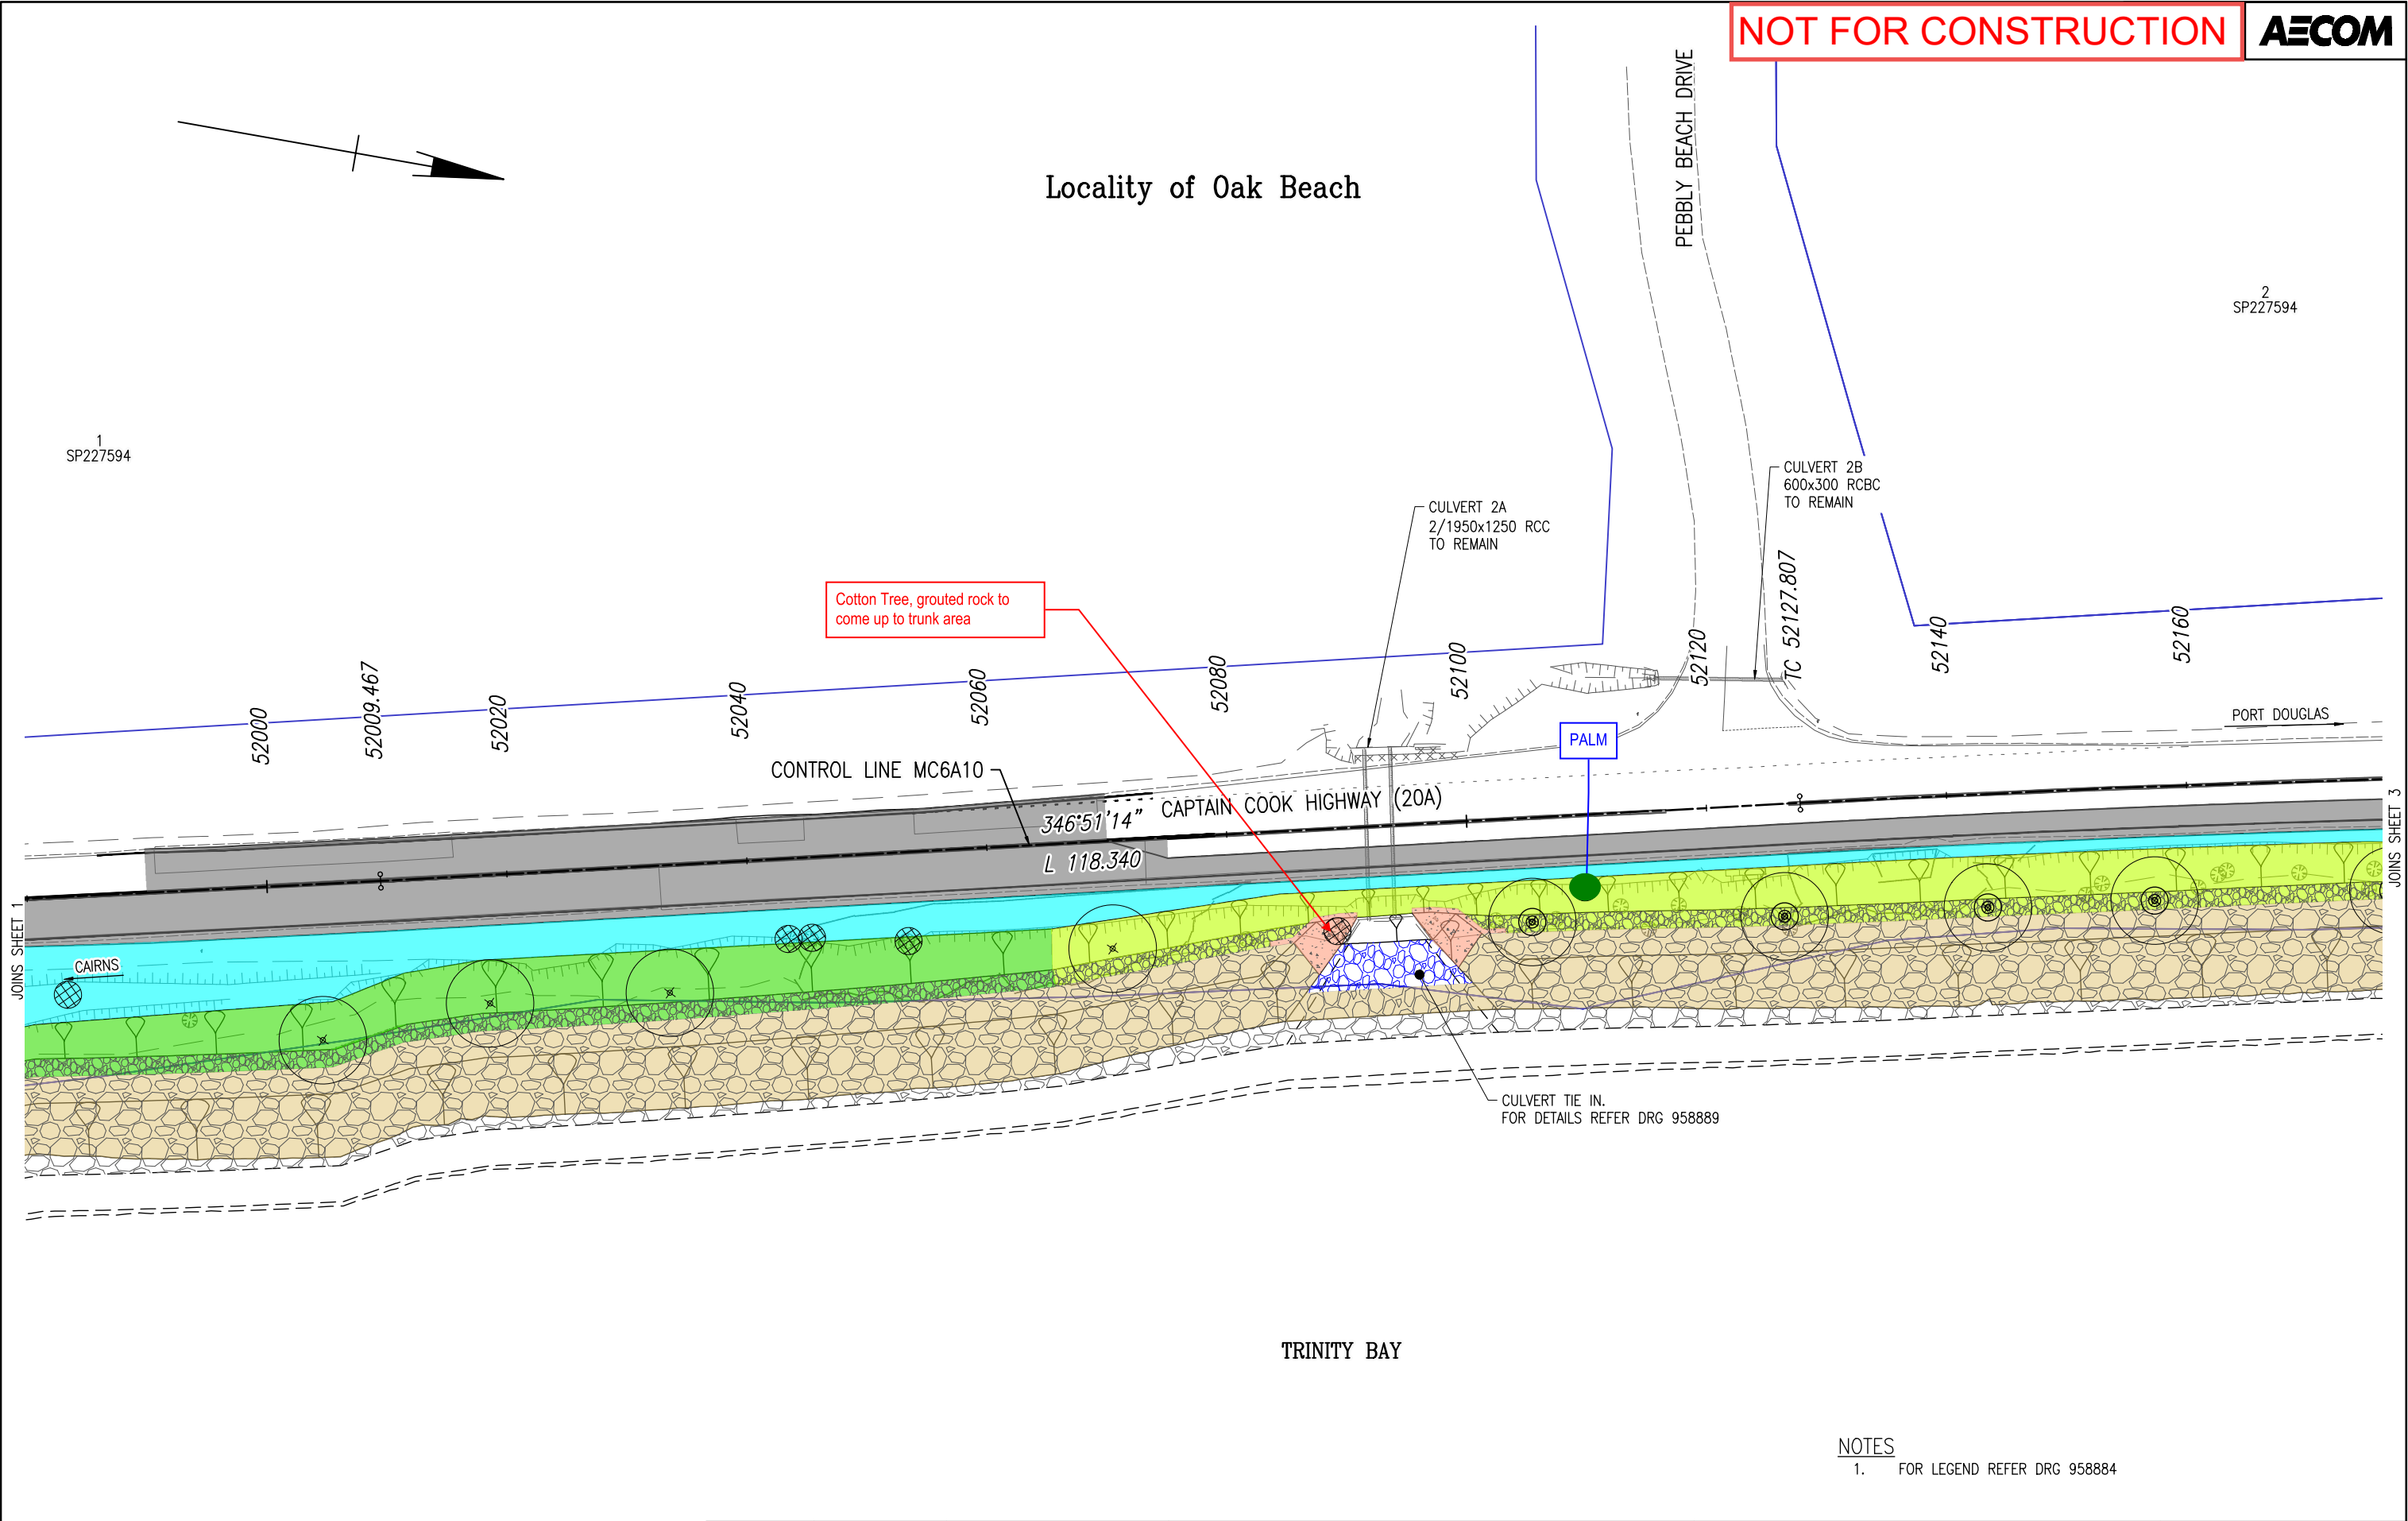 NOT FOR CONSTRUCTION
AECOM
PEBBLY BEACH DRIVE
Locality of Oak Beach
2
SP227594
1
SP227594
CULVERT 2B
600x300 RCBC
TO REMAIN
CULVERT 2A
2/1950x1250 RCC
TO REMAIN
Cotton Tree, grouted rock to
come up to trunk area
52000
52009.467
52020
52040
52060
52080
52100
52120
TC 52127.807
52140
52160
PORT DOUGLAS
PALM
CONTROL LINE MC6A10
346°51'14"
CAPTAIN COOK HIGHWAY (20A)
L 118.340
JOINS SHEET 3
JOINS SHEET 1
CAIRNS
CULVERT TIE IN.
FOR DETAILS REFER DRG 958889
TRINITY BAY
NOTES
1. FOR LEGEND REFER DRG 958884